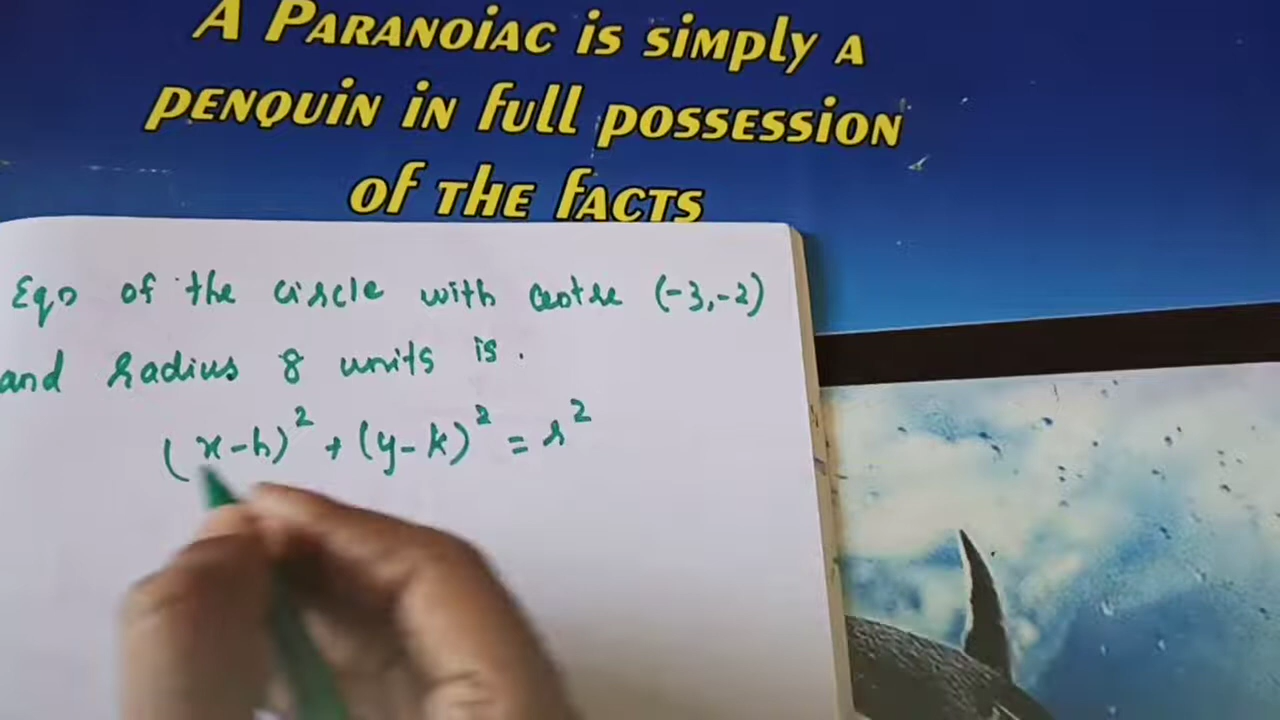 A PARANOiAC is siMPly A
PENQUiN iN full POSSESSiON
of THE fACTS
Eqn of the circle with centre (-3,-2)
and radius 8 units is.
(x-h)² + (y-k)² = r²